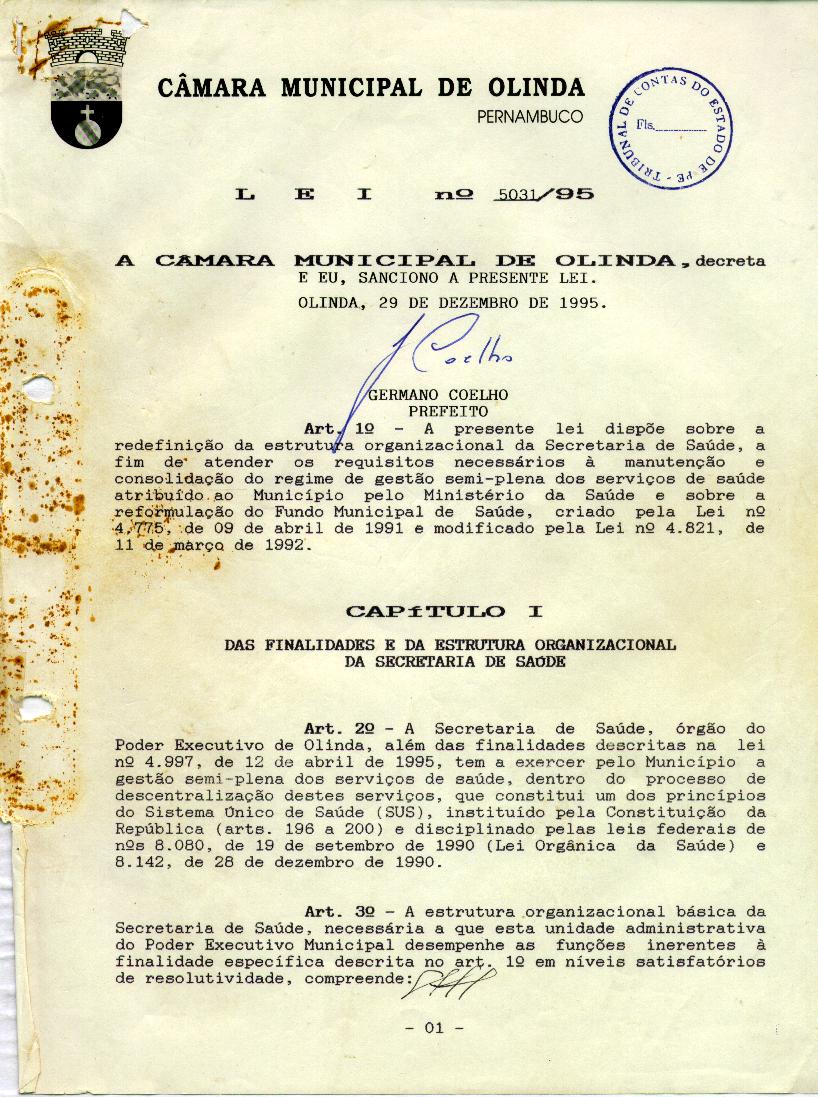 CÂMARA MUNICIPAL DE OLINDA
PERNAMBUCO
TRIBUNAL DE CONTAS DO ESTADO DE PE -
Fls.
L E I nº 5031/95
A CÂMARA MUNICIPAL DE OLINDA, decreta
E EU, SANCIONO A PRESENTE LEI.
OLINDA, 29 DE DEZEMBRO DE 1995.
J Coelho
GERMANO COELHO
PREFEITO
Art. 1º - A presente lei dispõe sobre a
redefinição da estrutura organizacional da Secretaria de Saúde, a
fim de atender os requisitos necessários à manutenção e
consolidação do regime de gestão semi-plena dos serviços de saúde
atribuído ao Município pelo Ministério da Saúde e sobre a
reformulação do Fundo Municipal de Saúde, criado pela Lei nº
4.775, de 09 de abril de 1991 e modificado pela Lei nº 4.821, de
11 de março de 1992.
CAPíTULO I
DAS FINALIDADES E DA ESTRUTURA ORGANIZACIONAL
DA SECRETARIA DE SAÚDE
Art. 2º - A Secretaria de Saúde, órgão do
Poder Executivo de Olinda, além das finalidades descritas na lei
nº 4.997, de 12 de abril de 1995, tem a exercer pelo Município a
gestão semi-plena dos serviços de saúde, dentro do processo de
descentralização destes serviços, que constitui um dos princípios
do Sistema Único de Saúde (SUS), instituído pela Constituição da
República (arts. 196 a 200) e disciplinado pelas leis federais de
nºs 8.080, de 19 de setembro de 1990 (Lei Orgânica da Saúde) e
8.142, de 28 de dezembro de 1990.
Art. 3º - A estrutura organizacional básica da
Secretaria de Saúde, necessária a que esta unidade administrativa
do Poder Executivo Municipal desempenhe as funções inerentes à
finalidade específica descrita no art. 1º em níveis satisfatórios
de resolutividade, compreende:
- 01 -